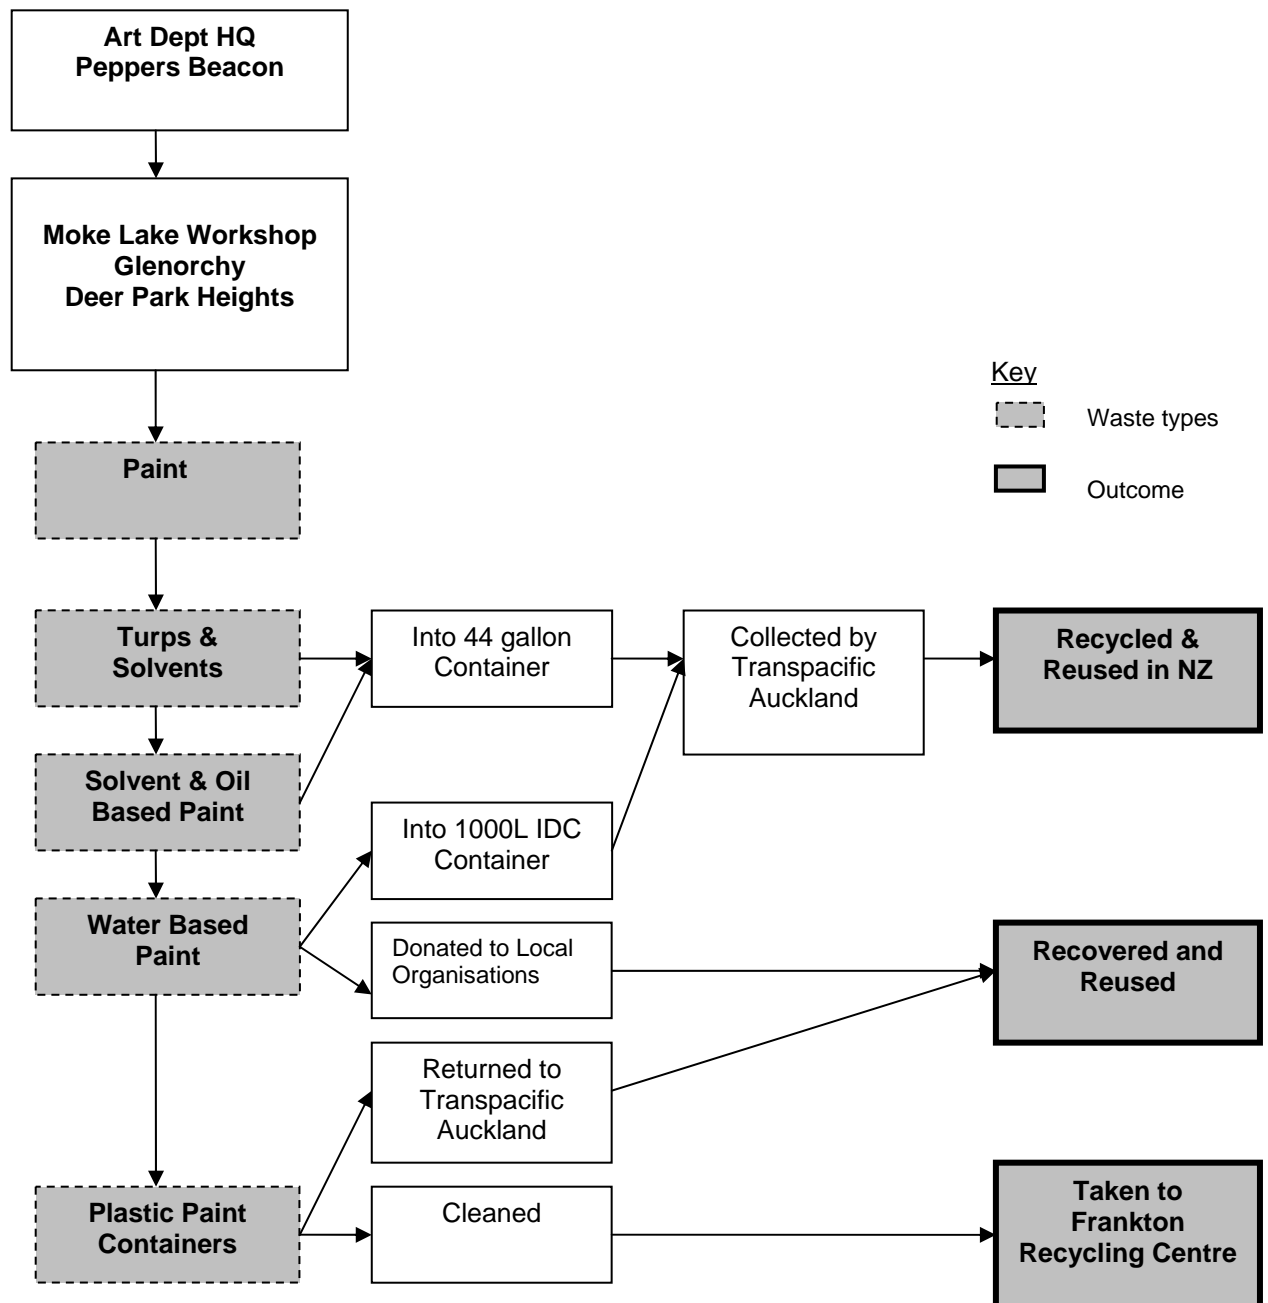 Art Dept HQ
Peppers Beacon
Moke Lake Workshop
Glenorchy
Deer Park Heights
Key
Waste types
Outcome
Paint
Turps &
Solvents
Into 44 gallon
Container
Collected by
Transpacific
Auckland
Recycled &
Reused in NZ
Solvent & Oil
Based Paint
Into 1000L IDC
Container
Water Based
Paint
Donated to Local
Organisations
Recovered and
Reused
Returned to
Transpacific
Auckland
Plastic Paint
Containers
Cleaned
Taken to
Frankton
Recycling Centre